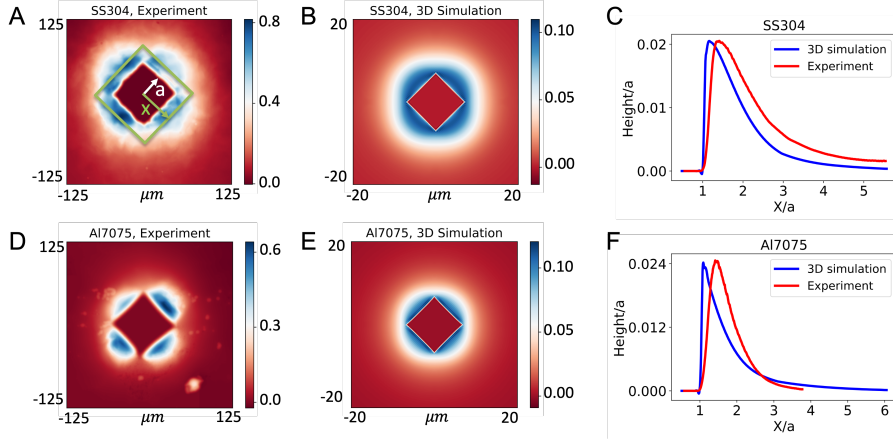 A
SS304, Experiment
125
-125
-125
µm
125
a
X
0.8
0.4
0.0
B
SS304, 3D Simulation
20
-20
-20
µm
20
0.10
0.05
0.00
C
SS304
Height/a
0.02
0.01
0.00
1 2 3 4 5
X/a
3D simulation
Experiment
D
Al7075, Experiment
125
-125
-125
µm
125
0.6
0.3
0.0
E
Al7075, 3D Simulation
20
-20
-20
µm
20
0.10
0.05
0.00
F
Al7075
Height/a
0.024
0.012
0.000
1 2 3 4 5 6
X/a
3D simulation
Experiment